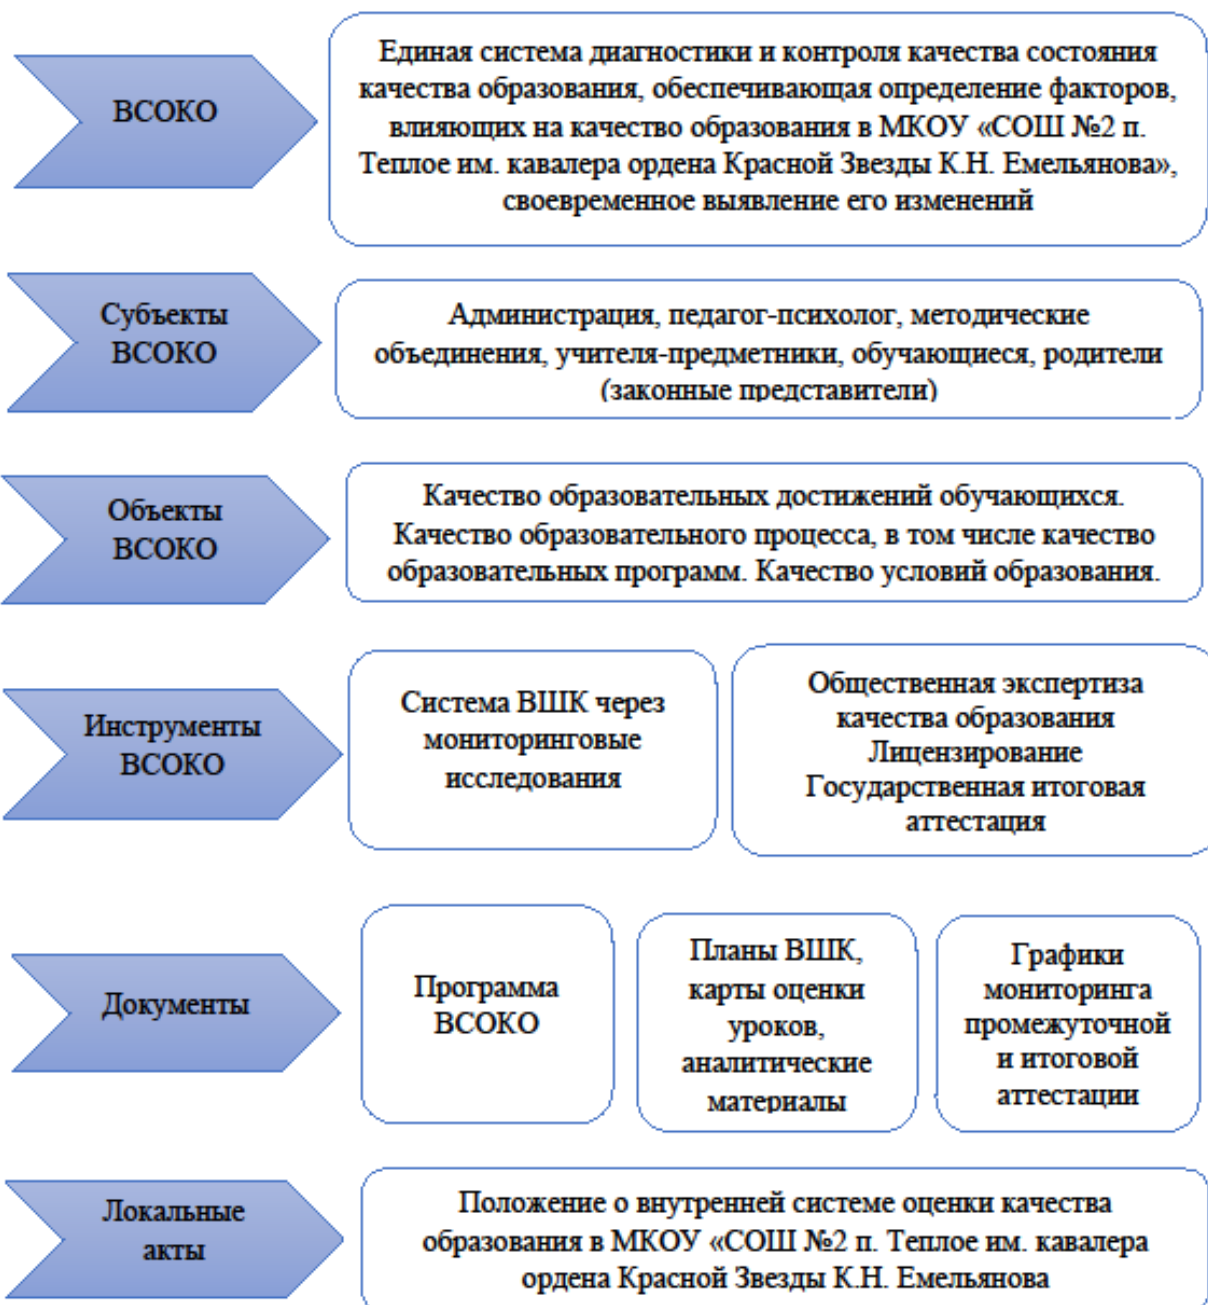 ВСОКО
Единая система диагностики и контроля качества состояния
качества образования, обеспечивающая определение факторов,
влияющих на качество образования в МКОУ «СОШ №2 п.
Теплое им. кавалера ордена Красной Звезды К.Н. Емельянова»,
своевременное выявление его изменений
Субъекты
ВСОКО
Администрация, педагог-психолог, методические
объединения, учителя-предметники, обучающиеся, родители
(законные представители)
Объекты
ВСОКО
Качество образовательных достижений обучающихся.
Качество образовательного процесса, в том числе качество
образовательных программ. Качество условий образования.
Инструменты
ВСОКО
Система ВШК через
мониторинговые
исследования
Общественная экспертиза
качества образования
Лицензирование
Государственная итоговая
аттестация
Документы
Программа
ВСОКО
Планы ВШК,
карты оценки
уроков,
аналитические
материалы
Графики
мониторинга
промежуточной
и итоговой
аттестации
Локальные
акты
Положение о внутренней системе оценки качества
образования в МКОУ «СОШ №2 п. Теплое им. кавалера
ордена Красной Звезды К.Н. Емельянова